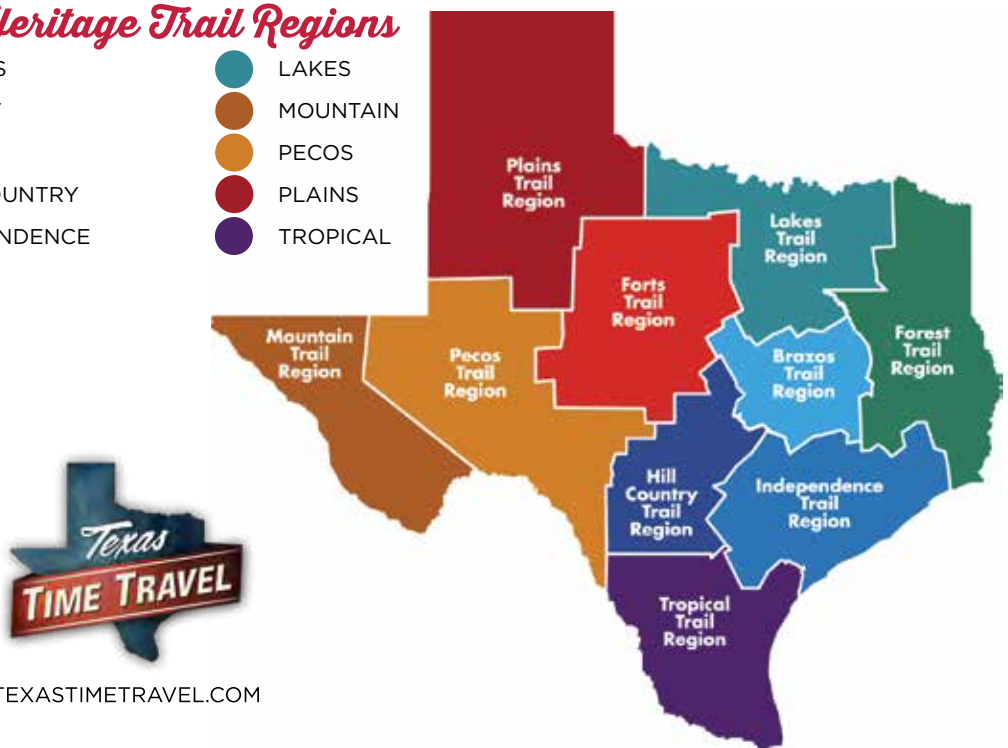 Heritage Trail Regions
S
LAKES
MOUNTAIN
PECOS
OUNTRY
PLAINS
NDENCE
TROPICAL
Plains
Trail
Region
Lakes
Trail
Region
Forts
Trail
Region
Mountain
Trail
Region
Pecos
Trail
Region
Brazos
Trail
Region
Forest
Trail
Region
Hill
Country
Trail
Region
Independence
Trail
Region
Tropical
Trail
Region
Texas
TIME TRAVEL
TEXASTIMETRAVEL.COM